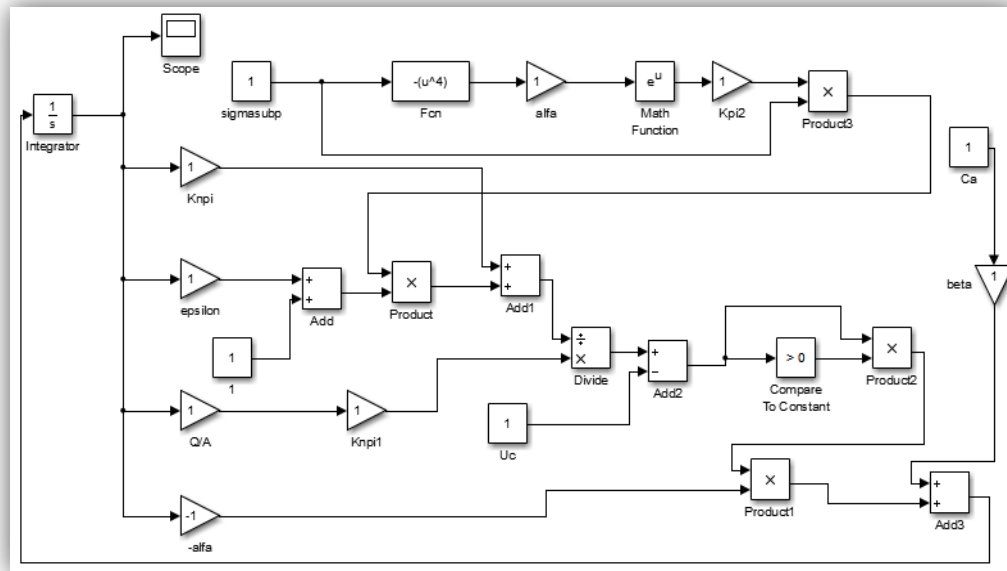 Scope
1
s
Integrator
1
sigmasubp
-(u^4)
Fcn
1
alfa
e^u
Math
Function
1
Kpi2
×
Product3
1
Ca
1
Knpi
1
beta
1
epsilon
+
+
Add
×
Product
+
+
Add1
1
1
÷
×
Divide
+
−
Add2
> 0
Compare
To Constant
×
Product2
1
Q/A
1
Knpi1
1
Uc
×
Product1
+
+
Add3
-1
-alfa